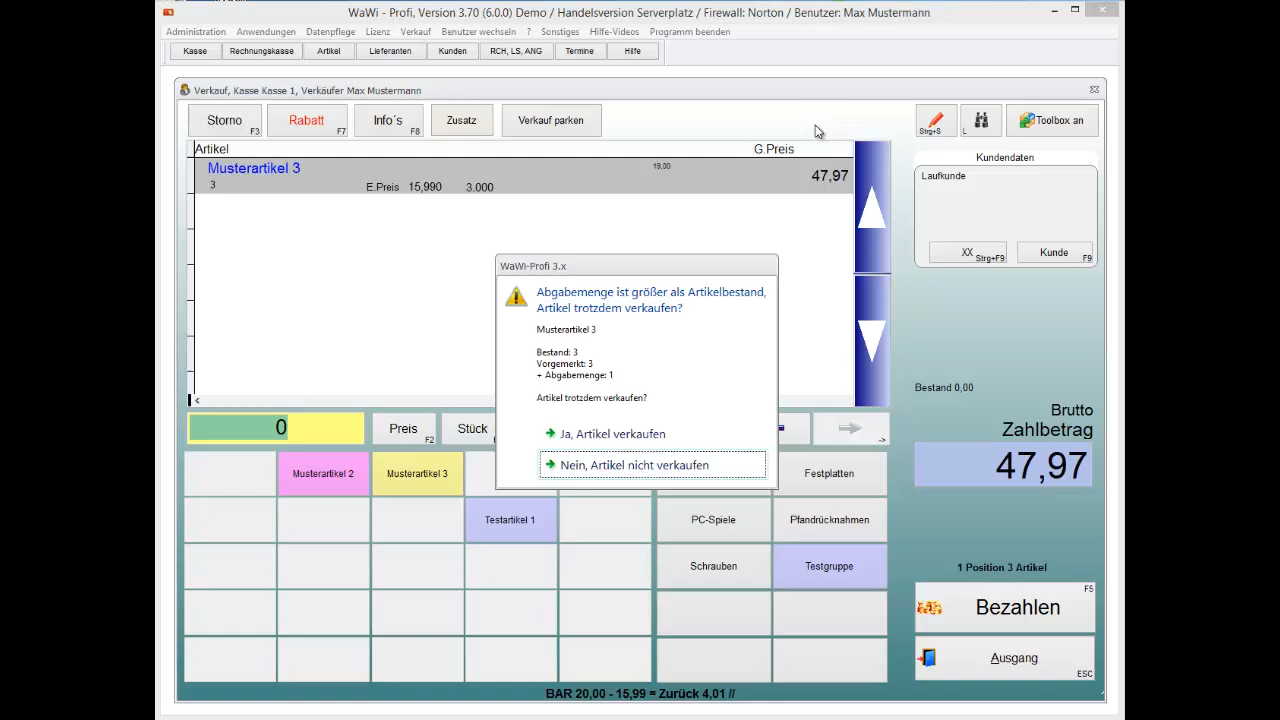 WaWi - Profi, Version 3.70 (6.0.0) Demo / Handelsversion Serverplatz / Firewall: Norton / Benutzer: Max Mustermann
Administration Anwendungen Datenpflege Lizenz Verkauf Benutzer wechseln ? Sonstiges Hilfe-Videos Programm beenden
Kasse Rechnungskasse Artikel Lieferanten Kunden RCH, LS, ANG Termine Hilfe
Verkauf, Kasse Kasse 1, Verkäufer Max Mustermann
Storno F3 Rabatt F7 Info´s F8 Zusatz Verkauf parken Strg+S L Toolbox an
Artikel G.Preis
Kundendaten
Musterartikel 3 19,00 47,97
3 E.Preis 15,990 3,000
Laufkunde
XX Strg+F9 Kunde F9
WaWi-Profi 3.x
Abgabemenge ist größer als Artikelbestand,
Artikel trotzdem verkaufen?
Musterartikel 3
Bestand: 3
Vorgemerkt: 3
+ Abgabemenge: 1
Artikel trotzdem verkaufen?
Ja, Artikel verkaufen
Nein, Artikel nicht verkaufen
Bestand 0,00
Brutto
Zahlbetrag
47,97
<
0 Preis F2 Stück ->
Musterartikel 2 Musterartikel 3 Festplatten
Testartikel 1 PC-Spiele Pfandrücknahmen
Schrauben Testgruppe
1 Position 3 Artikel
Bezahlen F5
Ausgang ESC
BAR 20,00 - 15,99 = Zurück 4,01 //